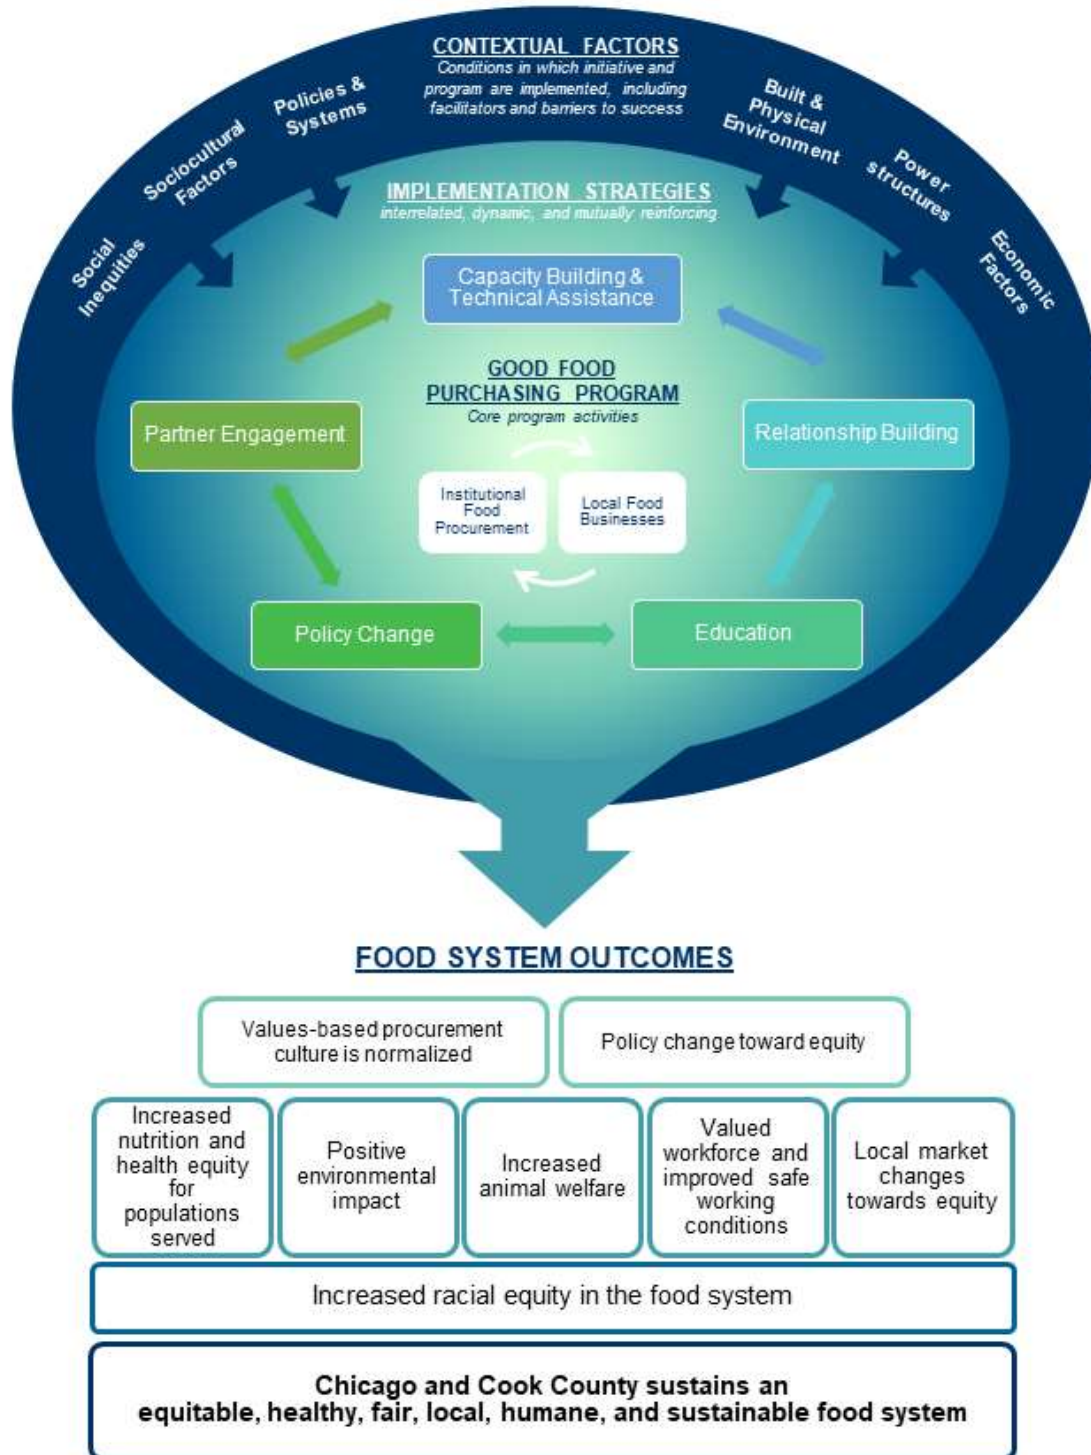 CONTEXTUAL FACTORS
Conditions in which initiative and
program are implemented, including
facilitators and barriers to success
Social
Inequities
Sociocultural
Factors
Policies &
Systems
Built &
Physical
Environment
Power
structures
Economic
Factors
IMPLEMENTATION STRATEGIES
interrelated, dynamic, and mutually reinforcing
Capacity Building &
Technical Assistance
Partner Engagement
Relationship Building
GOOD FOOD
PURCHASING PROGRAM
Core program activities
Institutional
Food
Procurement
Local Food
Businesses
Policy Change
Education
FOOD SYSTEM OUTCOMES
Values-based procurement
culture is normalized
Policy change toward equity
Increased
nutrition and
health equity
for
populations
served
Positive
environmental
impact
Increased
animal welfare
Valued
workforce and
improved safe
working
conditions
Local market
changes
towards equity
Increased racial equity in the food system
Chicago and Cook County sustains an
equitable, healthy, fair, local, humane, and sustainable food system